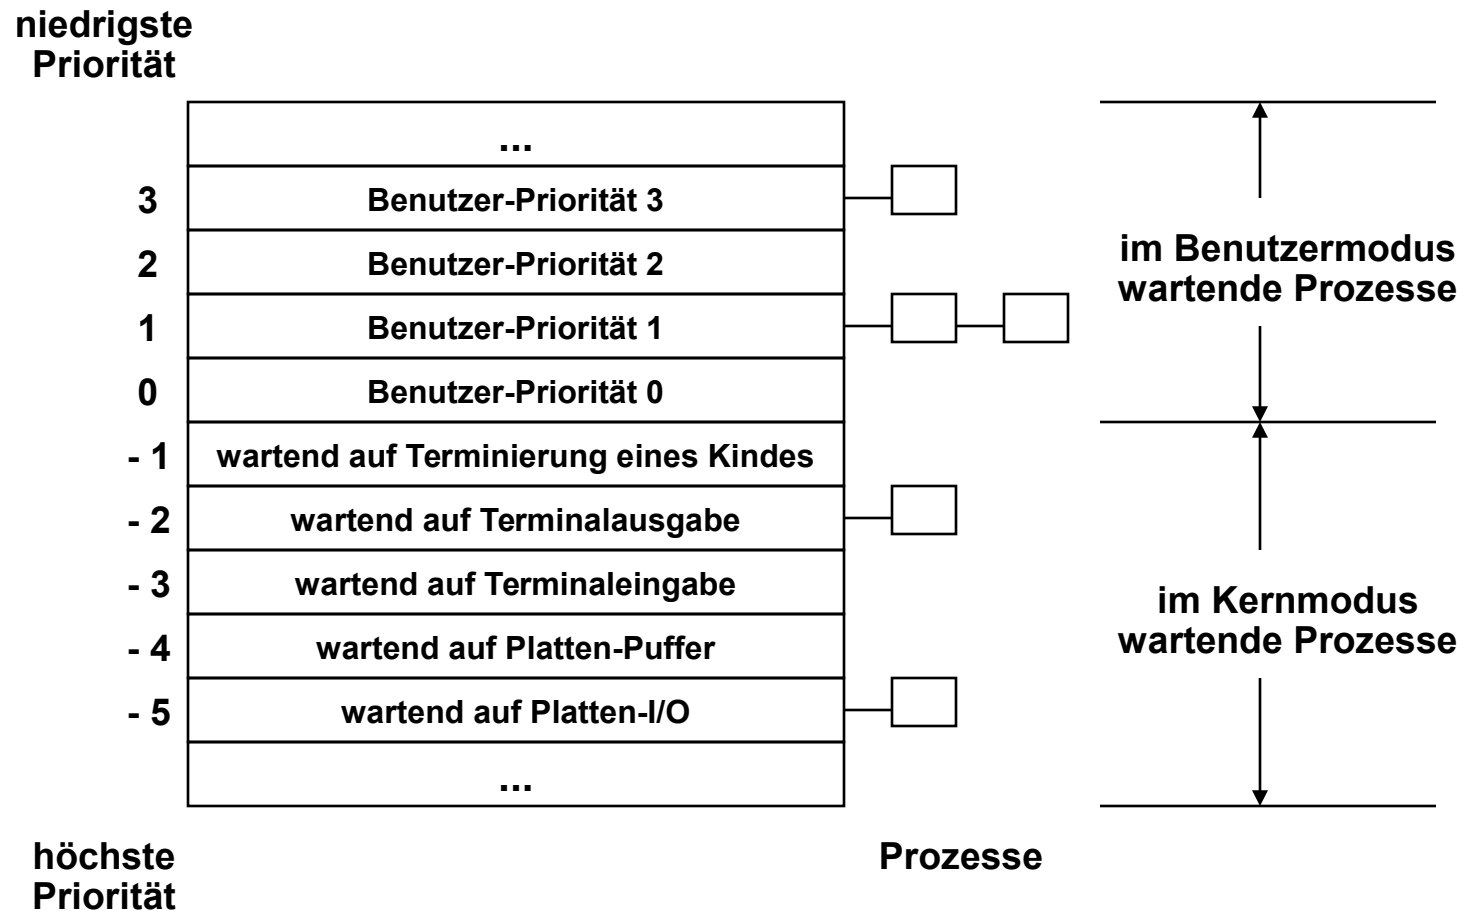 niedrigste
Priorität
...
3 Benutzer-Priorität 3
2 Benutzer-Priorität 2
im Benutzermodus
wartende Prozesse
1 Benutzer-Priorität 1
0 Benutzer-Priorität 0
- 1 wartend auf Terminierung eines Kindes
- 2 wartend auf Terminalausgabe
- 3 wartend auf Terminaleingabe
im Kernmodus
wartende Prozesse
- 4 wartend auf Platten-Puffer
- 5 wartend auf Platten-I/O
...
höchste
Priorität
Prozesse